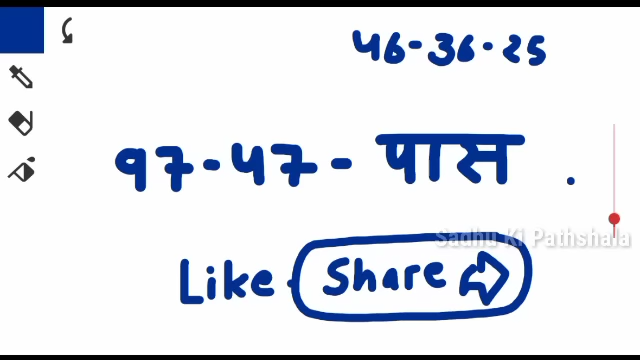 46-36-25
97-47- पास .
Sadhu Ki Pathshala
Like. Share